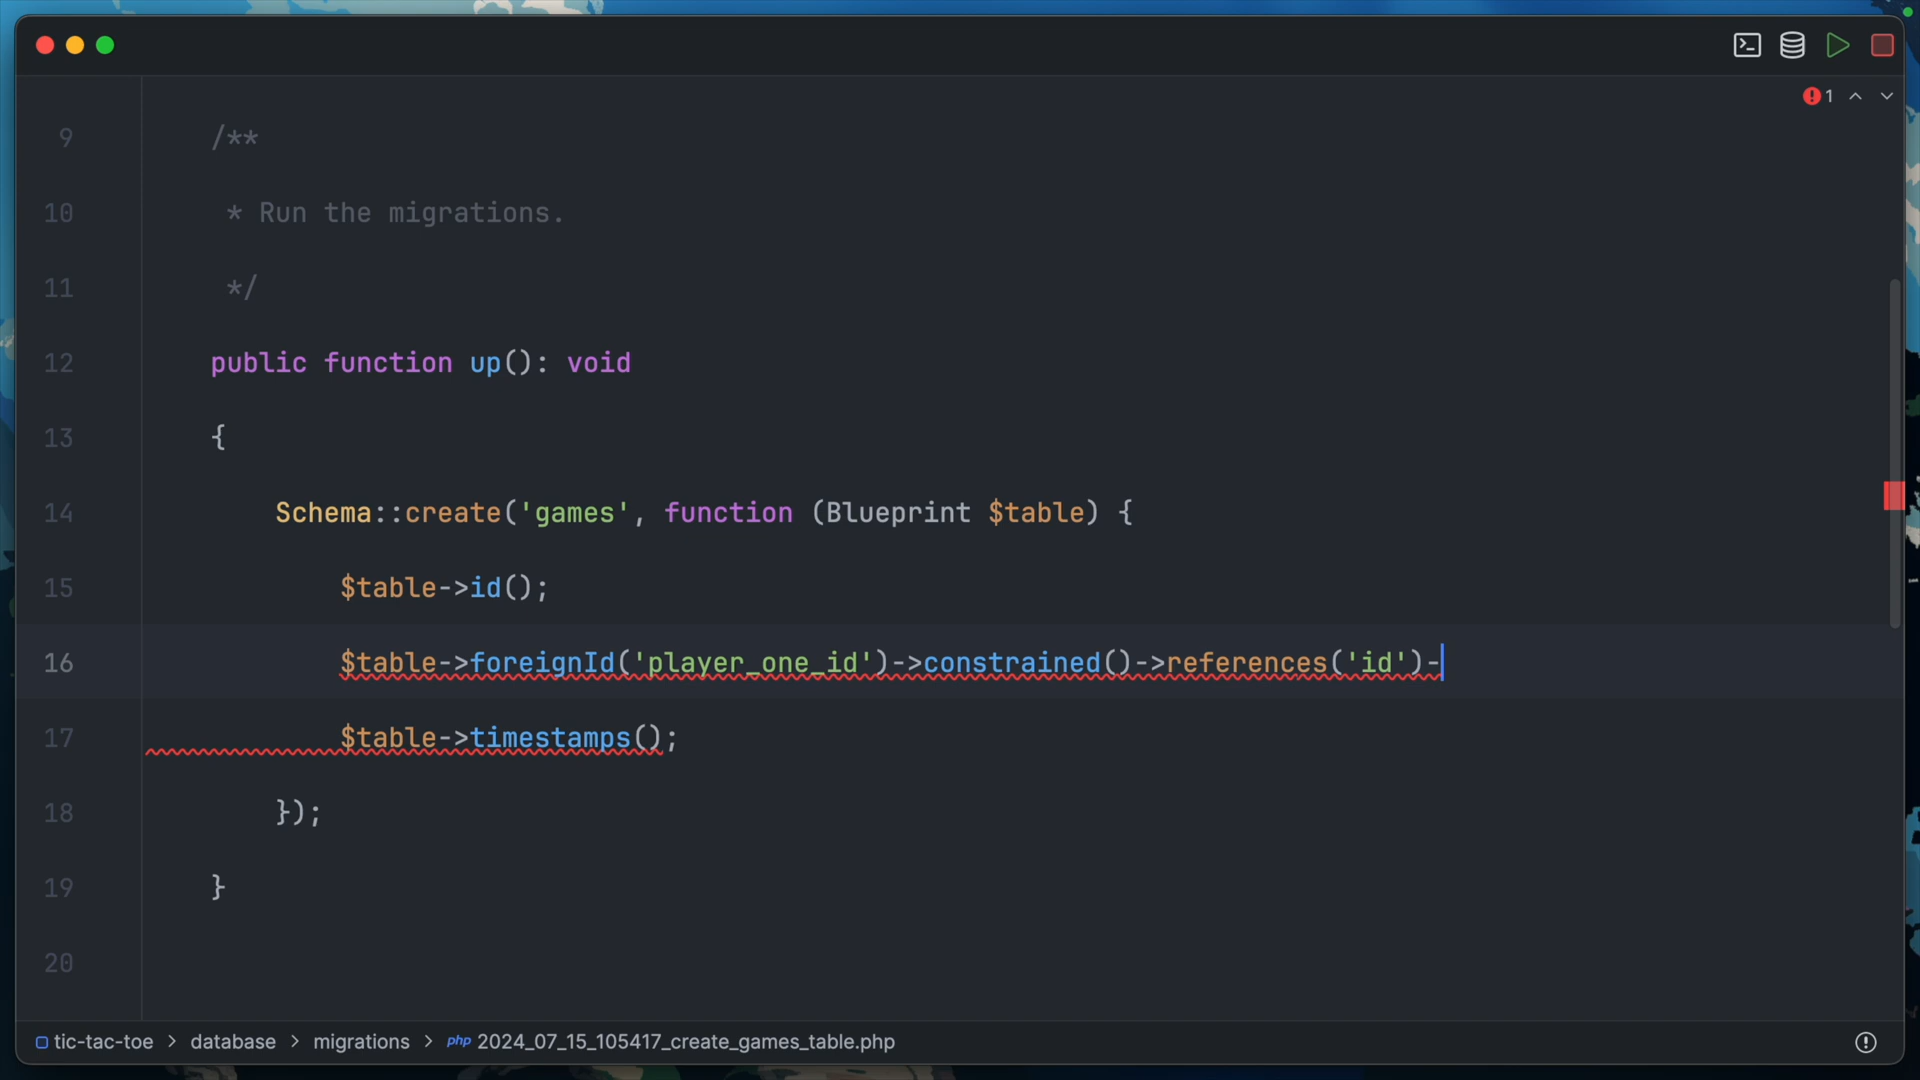 1
9 /**
10 * Run the migrations.
11 */
12 public function up(): void
13 {
14 Schema::create('games', function (Blueprint $table) {
15 $table->id();
16 $table->foreignId('player_one_id')->constrained()->references('id')-
17 $table->timestamps();
18 });
19 }
20
tic-tac-toe > database > migrations > php 2024_07_15_105417_create_games_table.php